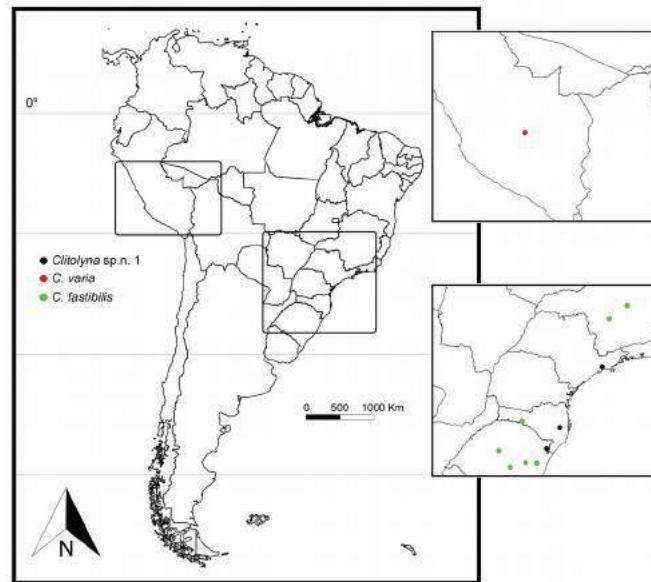 0°
Clitolyna sp.n. 1
C. varia
C. fastibilis
0 500 1000 Km
N